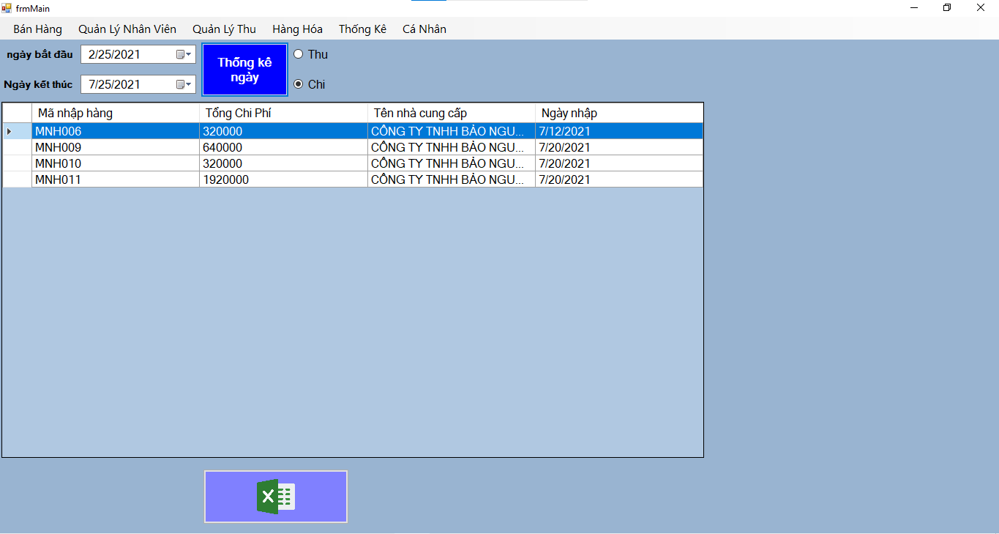 frmMain
Bán Hàng Quản Lý Nhân Viên Quản Lý Thu Hàng Hóa Thống Kê Cá Nhân
ngày bắt đầu 2/25/2021
Thống kê
ngày
Thu
Ngày kết thúc 7/25/2021
Chi
Mã nhập hàng Tổng Chi Phí Tên nhà cung cấp Ngày nhập
MNH006 320000 CÔNG TY TNHH BẢO NGU... 7/12/2021
MNH009 640000 CÔNG TY TNHH BẢO NGU... 7/20/2021
MNH010 320000 CÔNG TY TNHH BẢO NGU... 7/20/2021
MNH011 1920000 CÔNG TY TNHH BẢO NGU... 7/20/2021
X